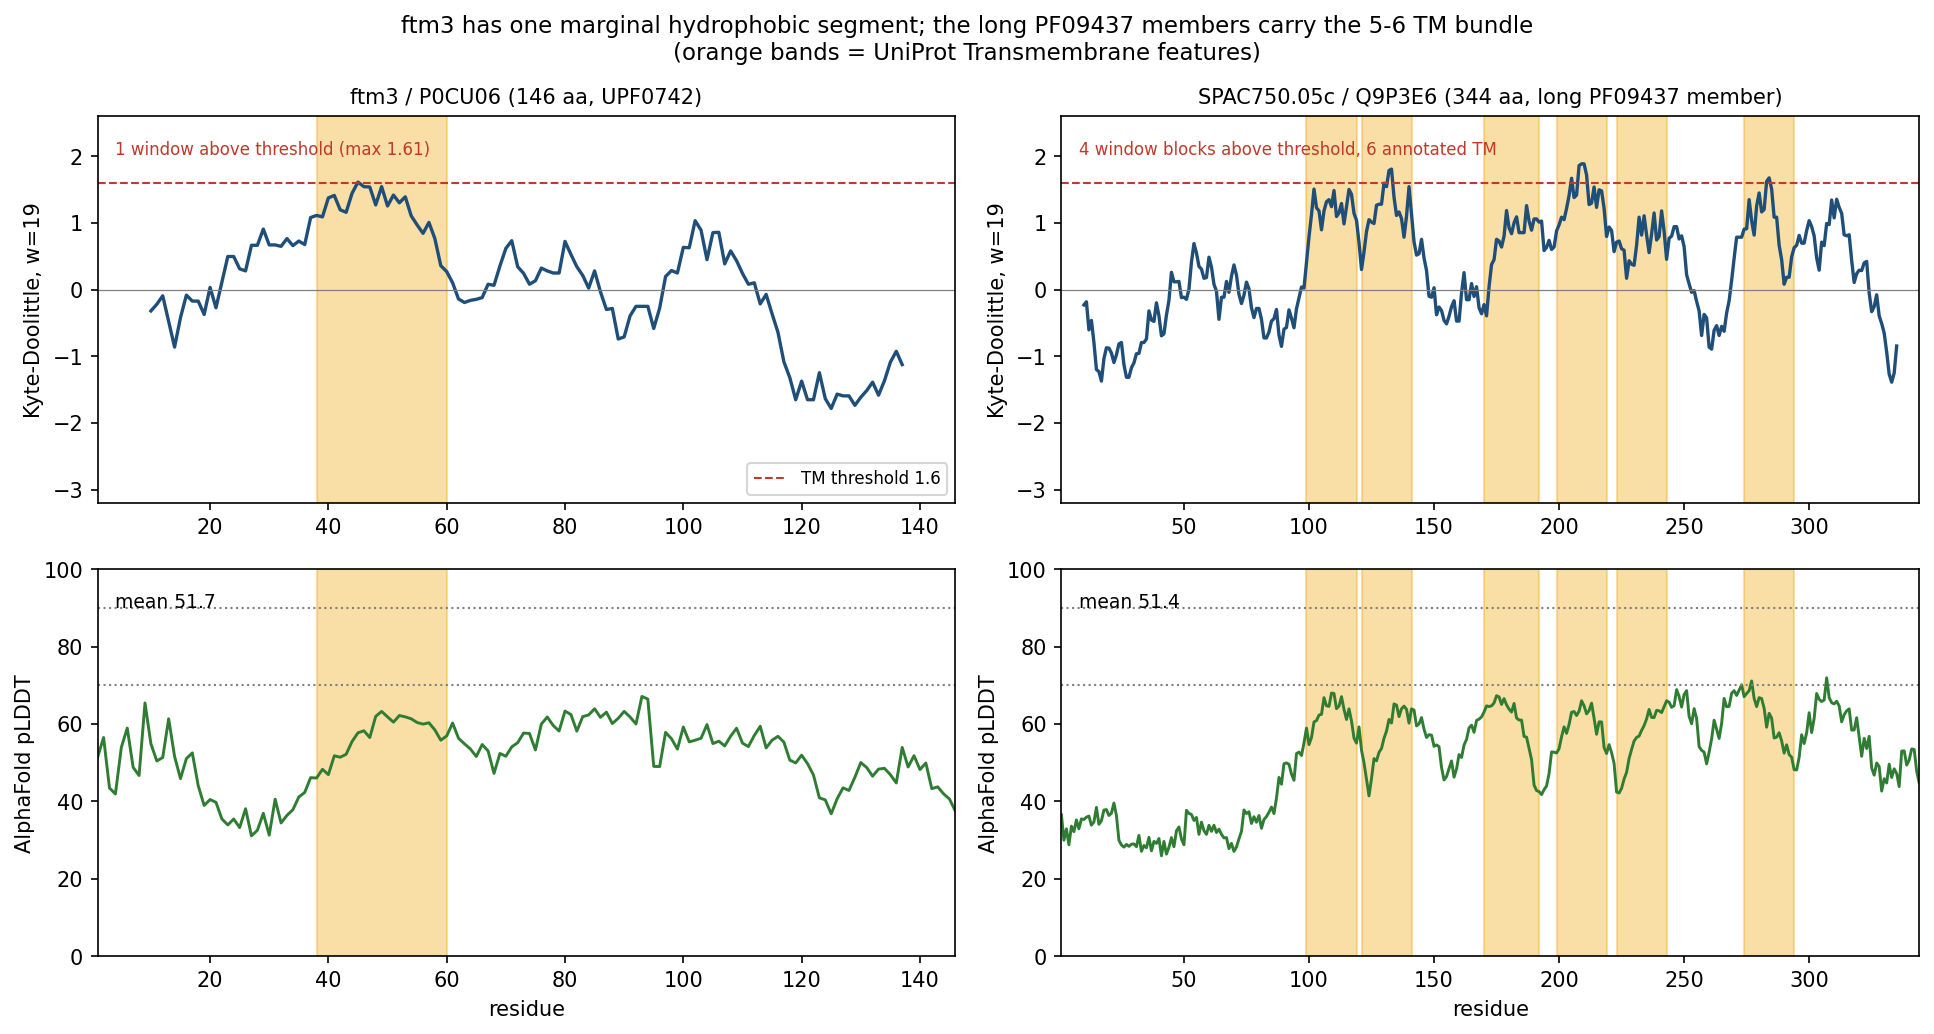 ftm3 has one marginal hydrophobic segment; the long PF09437 members carry the 5-6 TM bundle
(orange bands = UniProt Transmembrane features)
ftm3 / P0CU06 (146 aa, UPF0742)
1 window above threshold (max 1.61)
Kyte-Doolittle, w=19
2
1
0
−1
−2
−3
TM threshold 1.6
20 40 60 80 100 120 140
SPAC750.05c / Q9P3E6 (344 aa, long PF09437 member)
4 window blocks above threshold, 6 annotated TM
Kyte-Doolittle, w=19
2
1
0
−1
−2
−3
50 100 150 200 250 300
mean 51.7
AlphaFold pLDDT
100
80
60
40
20
0
20 40 60 80 100 120 140
residue
mean 51.4
AlphaFold pLDDT
100
80
60
40
20
0
50 100 150 200 250 300
residue